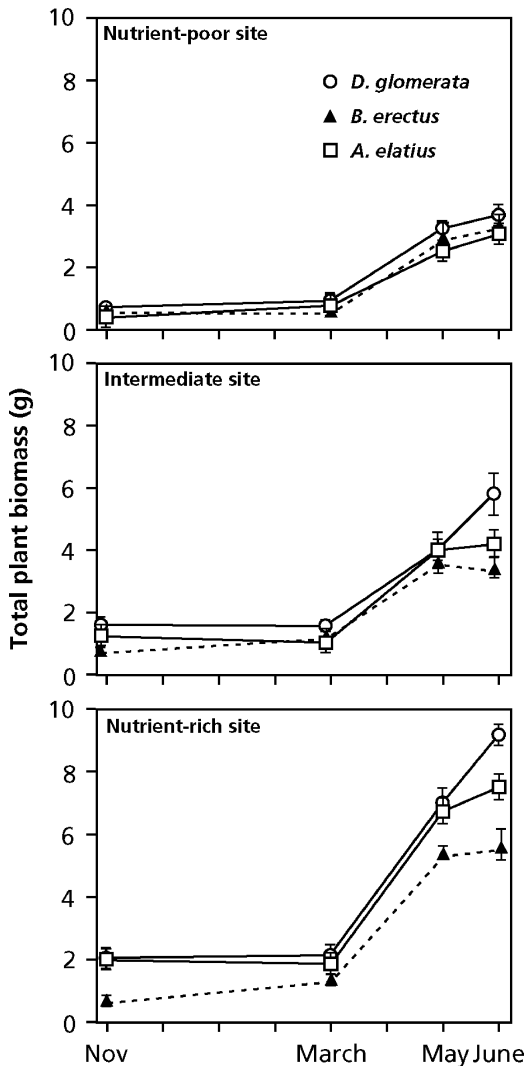 Total plant biomass (g)
10
Nutrient-poor site
8
D. glomerata
B. erectus
6
A. elatius
4
2
0
10
Intermediate site
8
6
4
2
0
10
Nutrient-rich site
8
6
4
2
0
Nov March May June